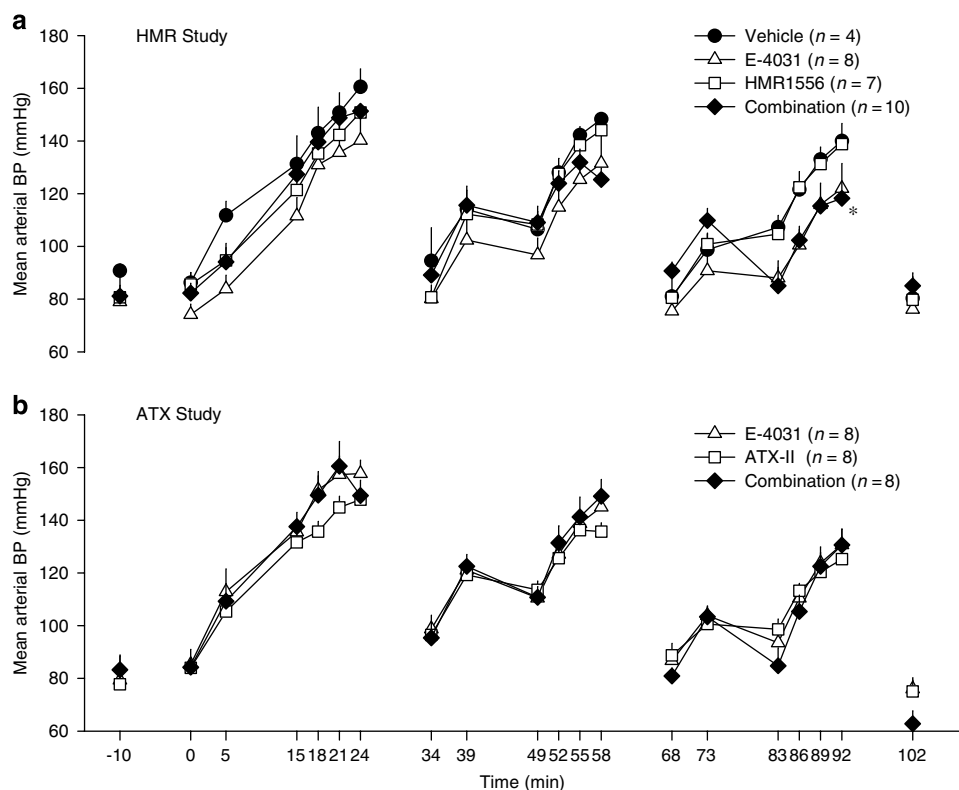 a
HMR Study
Vehicle (n = 4)
E-4031 (n = 8)
HMR1556 (n = 7)
Combination (n = 10)
Mean arterial BP (mmHg)
180
160
140
120
100
80
60
*
b
ATX Study
E-4031 (n = 8)
ATX-II (n = 8)
Combination (n = 8)
Mean arterial BP (mmHg)
180
160
140
120
100
80
60
-10 0 5 15 18 21 24 34 39 49 52 55 58 68 73 83 86 89 92 102
Time (min)